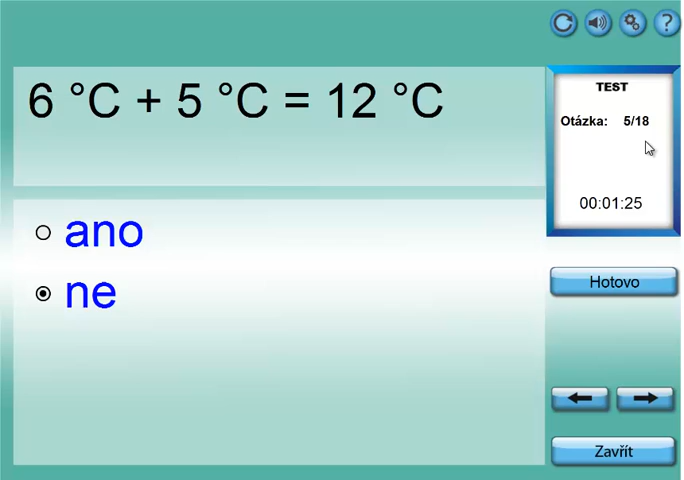 6 °C + 5 °C = 12 °C
ano
ne
TEST
Otázka: 5/18
00:01:25
Hotovo
Zavřít
?